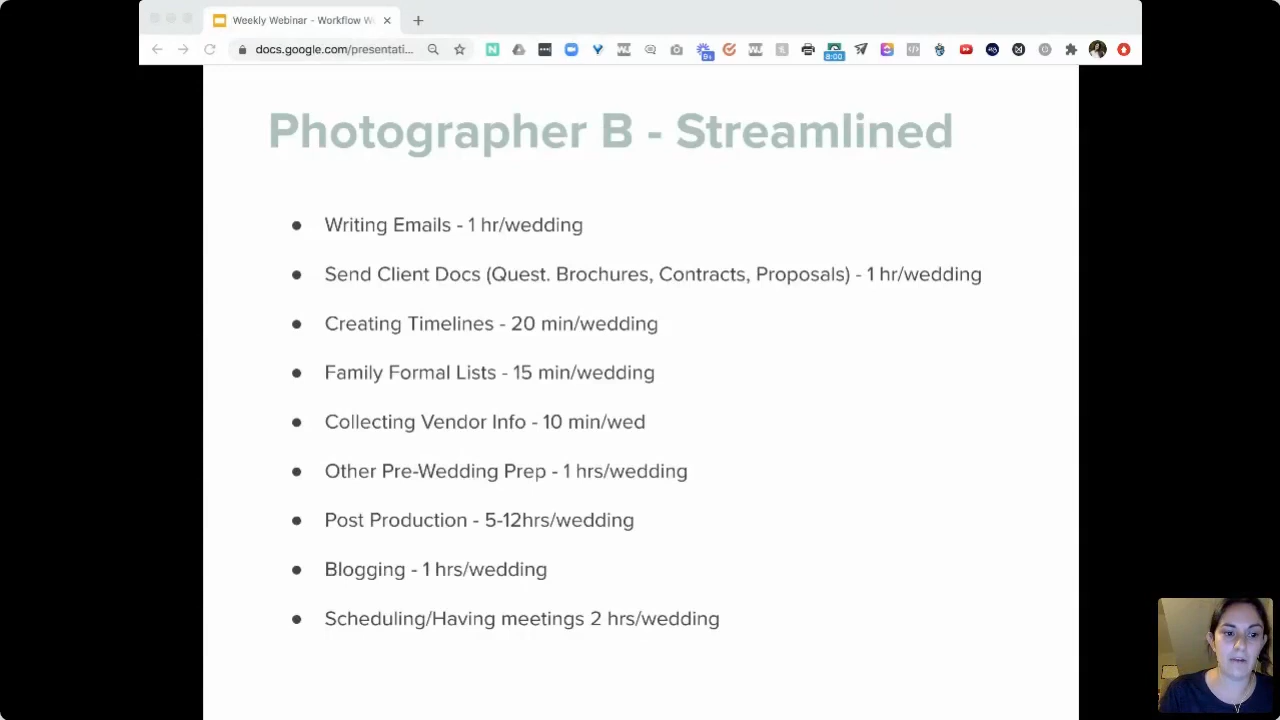 Weekly Webinar - Workflow W
docs.google.com/presentati...
9+
8:00
Photographer B - Streamlined
Writing Emails - 1 hr/wedding
Send Client Docs (Quest. Brochures, Contracts, Proposals) - 1 hr/wedding
Creating Timelines - 20 min/wedding
Family Formal Lists - 15 min/wedding
Collecting Vendor Info - 10 min/wed
Other Pre-Wedding Prep - 1 hrs/wedding
Post Production - 5-12hrs/wedding
Blogging - 1 hrs/wedding
Scheduling/Having meetings 2 hrs/wedding